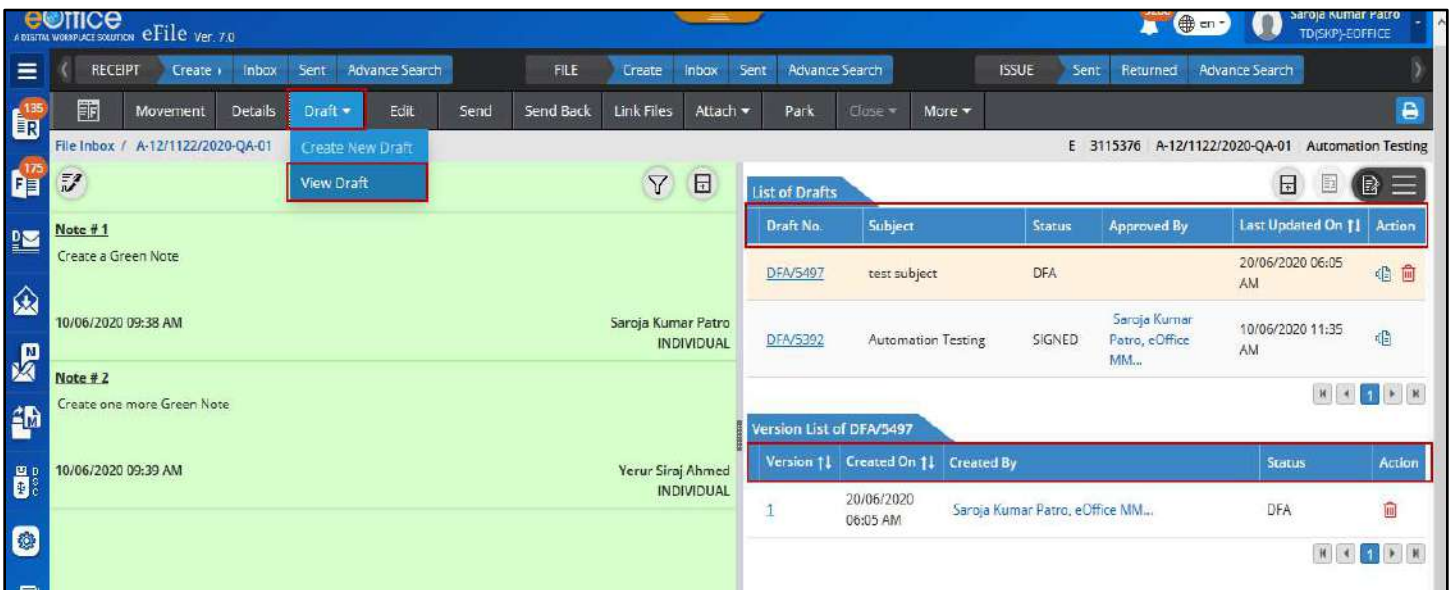 eOffice
A DIGITAL WORKPLACE SOLUTION eFile Ver. 7.0
en
Saroja Kumar Patro
TD(SKP)-EOFFICE
RECEIPT Create Inbox Sent Advance Search FILE Create Inbox Sent Advance Search ISSUE Sent Returned Advance Search
135
R
Movement Details Draft Edit Send Send Back Link Files Attach Park Close More
File Inbox / A-12/1122/2020-QA-01
Create New Draft
View Draft
E 3115376 A-12/1122/2020-QA-01 Automation Testing
175
F
Note # 1
Create a Green Note
10/06/2020 09:38 AM
Saroja Kumar Patro
INDIVIDUAL
Note # 2
Create one more Green Note
10/06/2020 09:39 AM
Yerur Siraj Ahmed
INDIVIDUAL
D
N
M
DSC
List of Drafts
Draft No. Subject Status Approved By Last Updated On Action
DFA/5497 test subject DFA 20/06/2020 06:05 AM
DFA/5392 Automation Testing SIGNED Saroja Kumar Patro, eOffice MM... 10/06/2020 11:35 AM
1
Version List of DFA/5497
Version Created On Created By Status Action
1 20/06/2020 06:05 AM Saroja Kumar Patro, eOffice MM... DFA
1